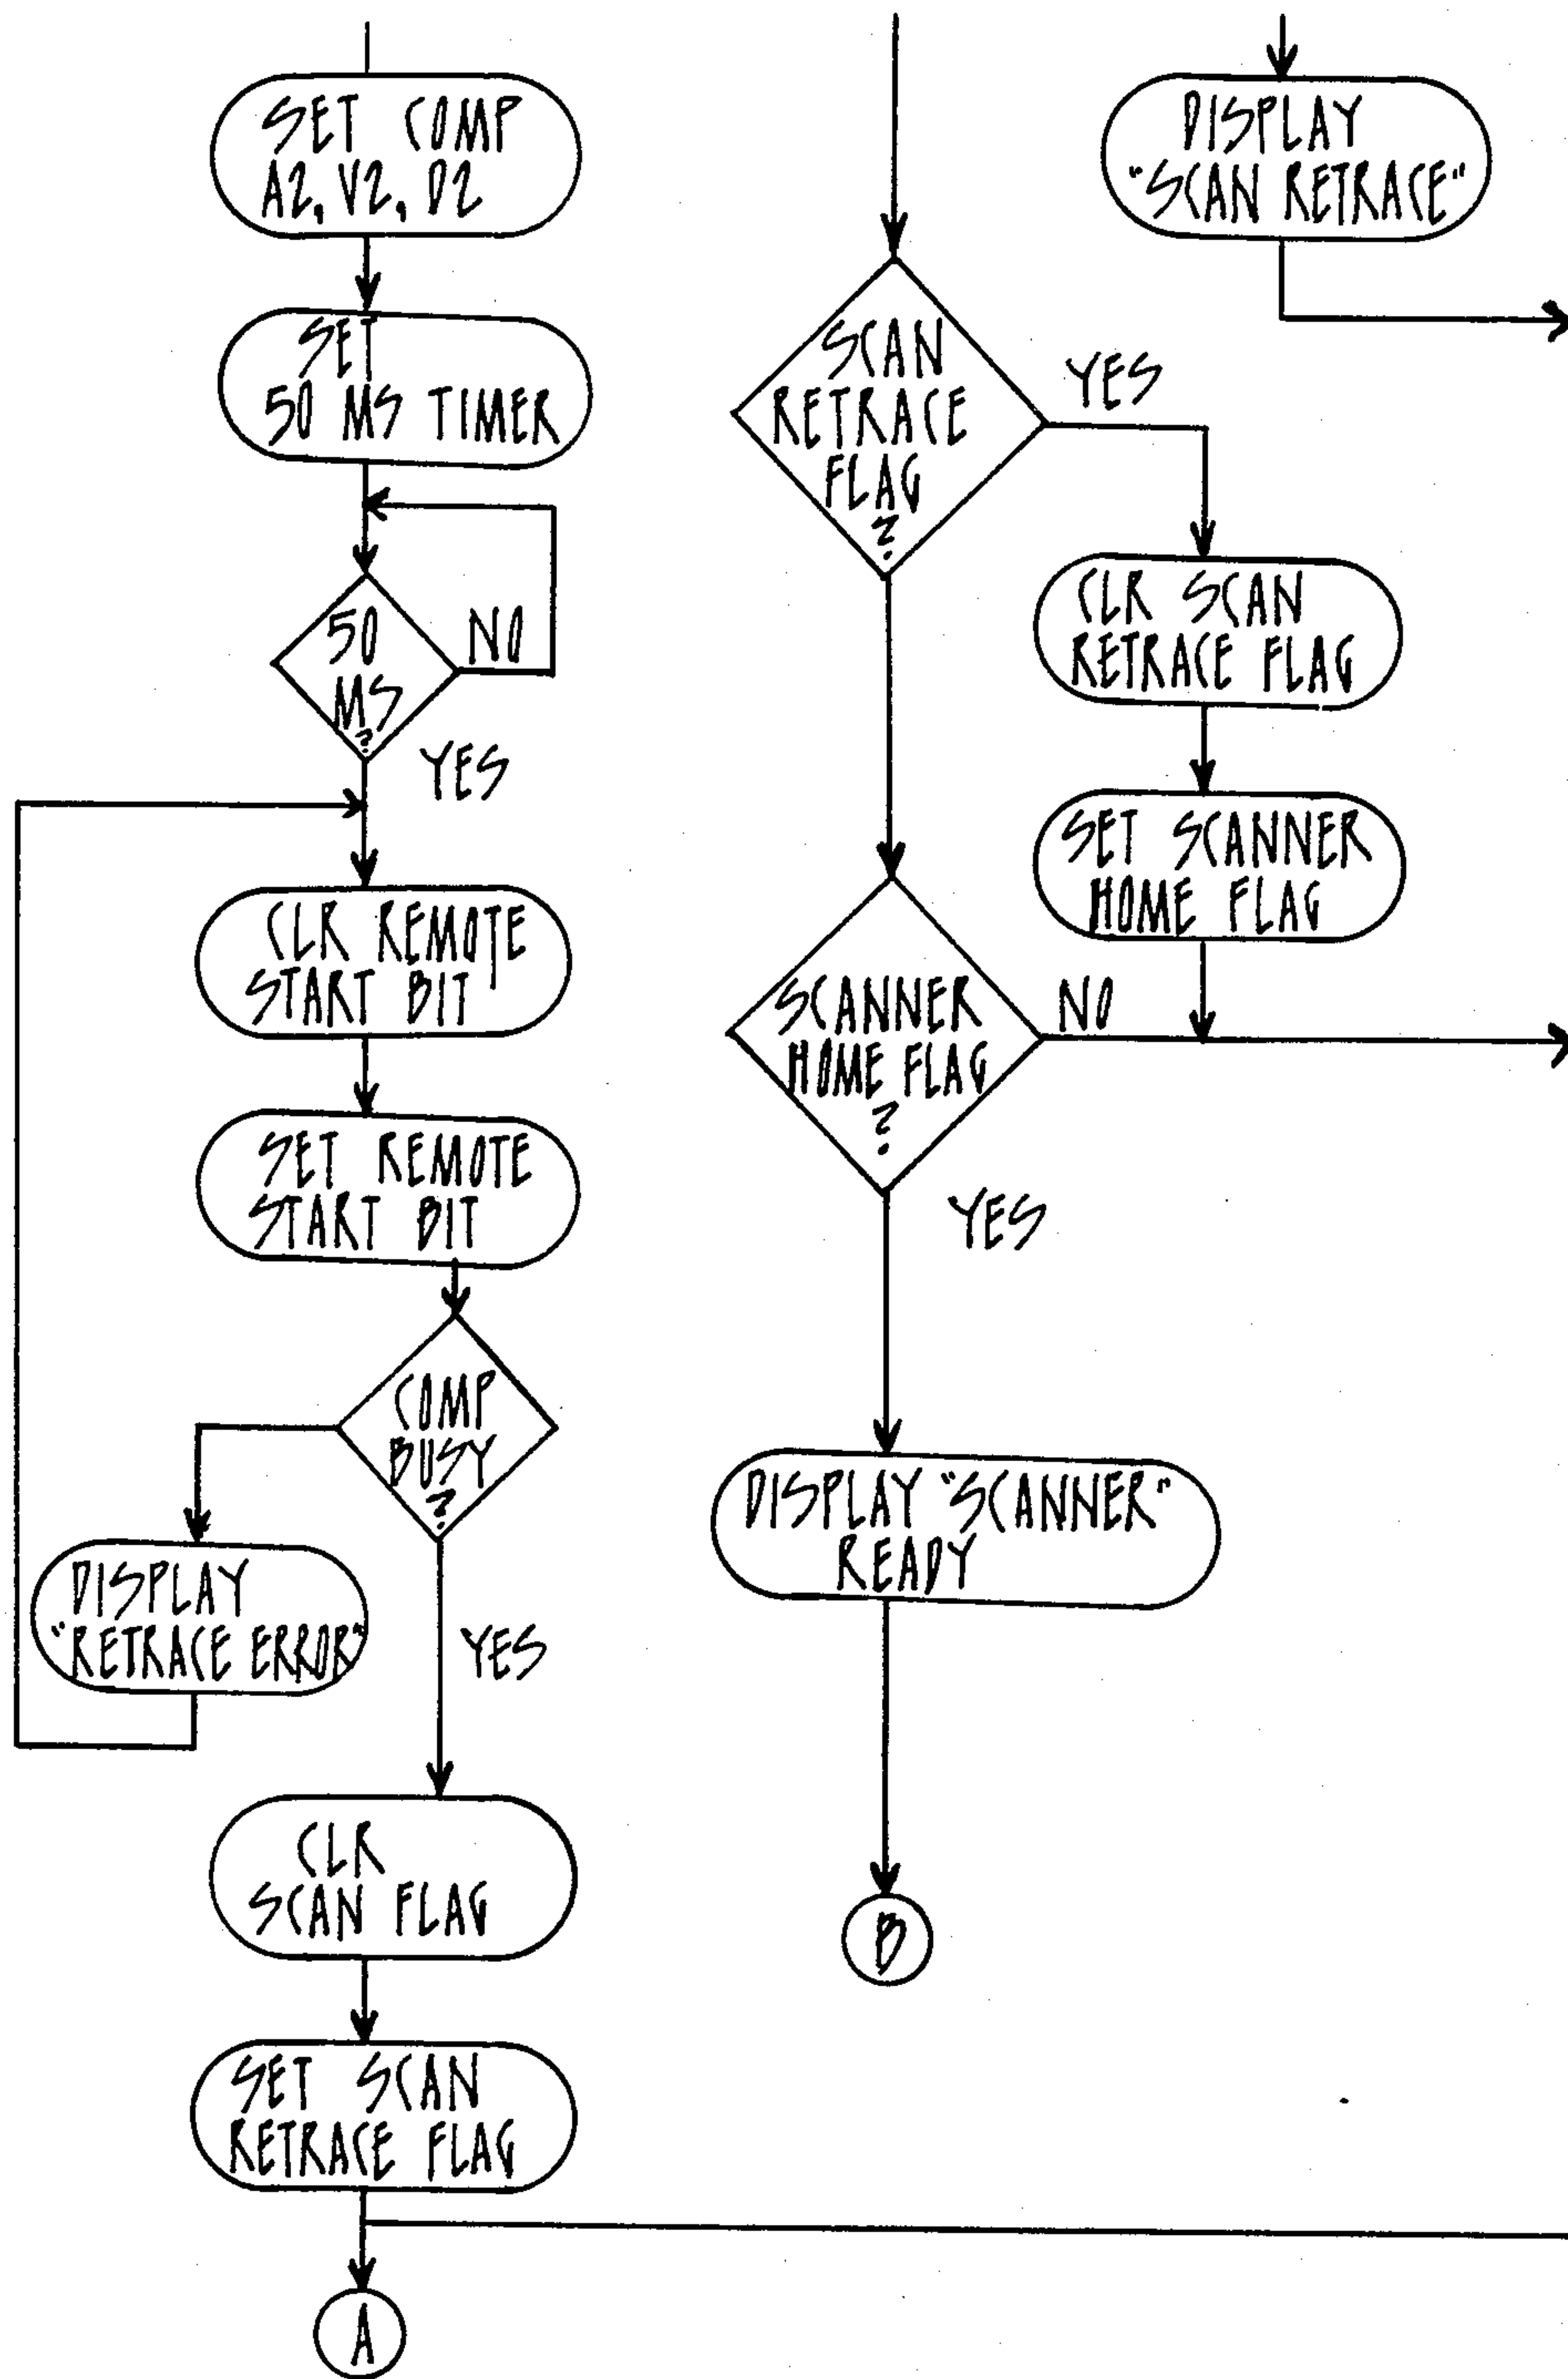 SET COMP
A2, V2, D2
SET
50 MS TIMER
50
MS
?
NO
YES
CLR REMOTE
START BIT
SET REMOTE
START BIT
COMP
BUSY
?
DISPLAY
"RETRACE ERROR"
YES
CLR
SCAN FLAG
SET SCAN
RETRACE FLAG
A
SCAN
RETRACE
FLAG
?
YES
SCANNER
HOME FLAG
?
NO
YES
DISPLAY "SCANNER"
READY
B
DISPLAY
"SCAN RETRACE"
CLR SCAN
RETRACE FLAG
SET SCANNER
HOME FLAG